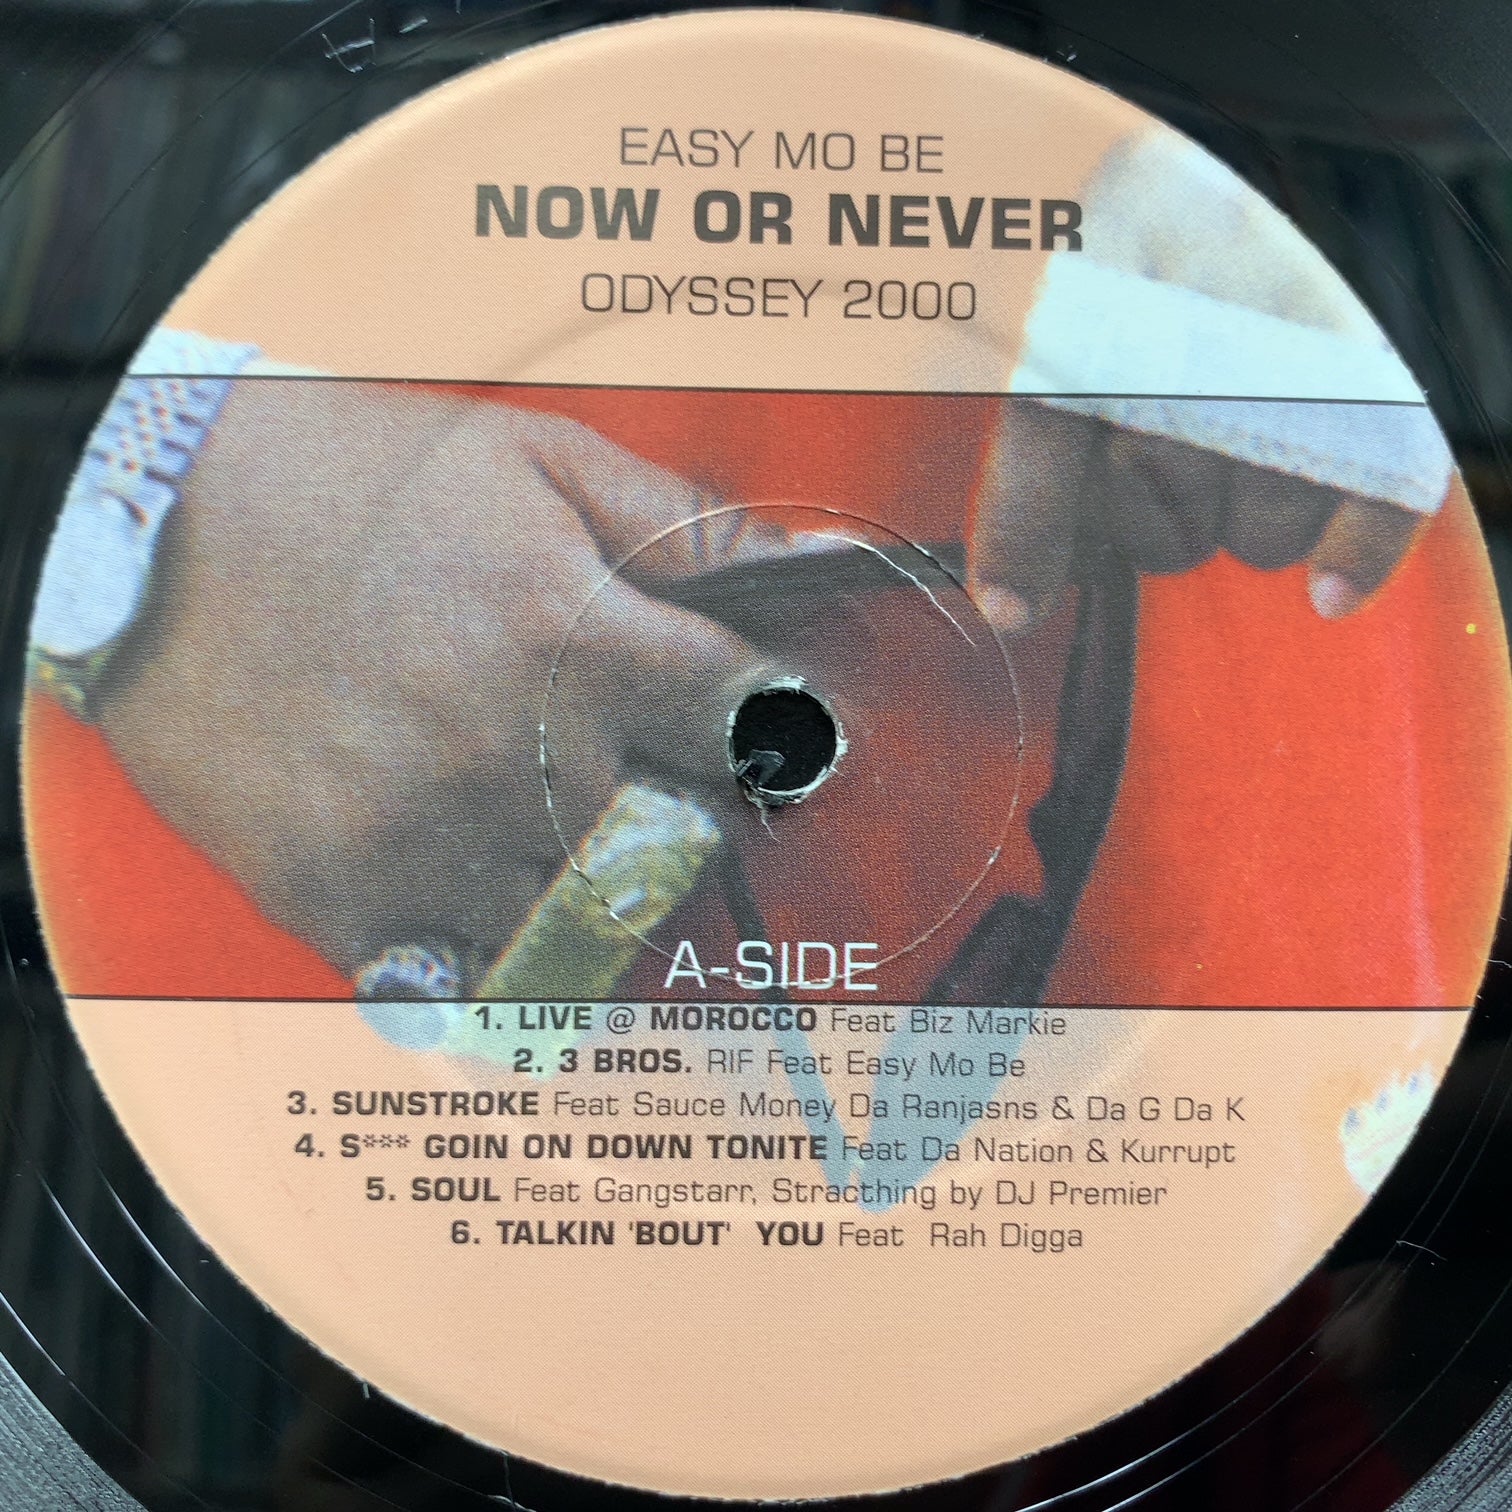 EASY MO BE
NOW OR NEVER
ODYSSEY 2000
A-SIDE
1. LIVE @ MOROCCO Feat Biz Markie
2. 3 BROS. RIF Feat Easy Mo Be
3. SUNSTROKE Feat Sauce Money Da Ranjasns & Da G Da K
4. S*** GOIN ON DOWN TONITE Feat Da Nation & Kurrupt
5. SOUL Feat Gangstarr, Stracthing by DJ Premier
6. TALKIN 'BOUT' YOU Feat Rah Digga